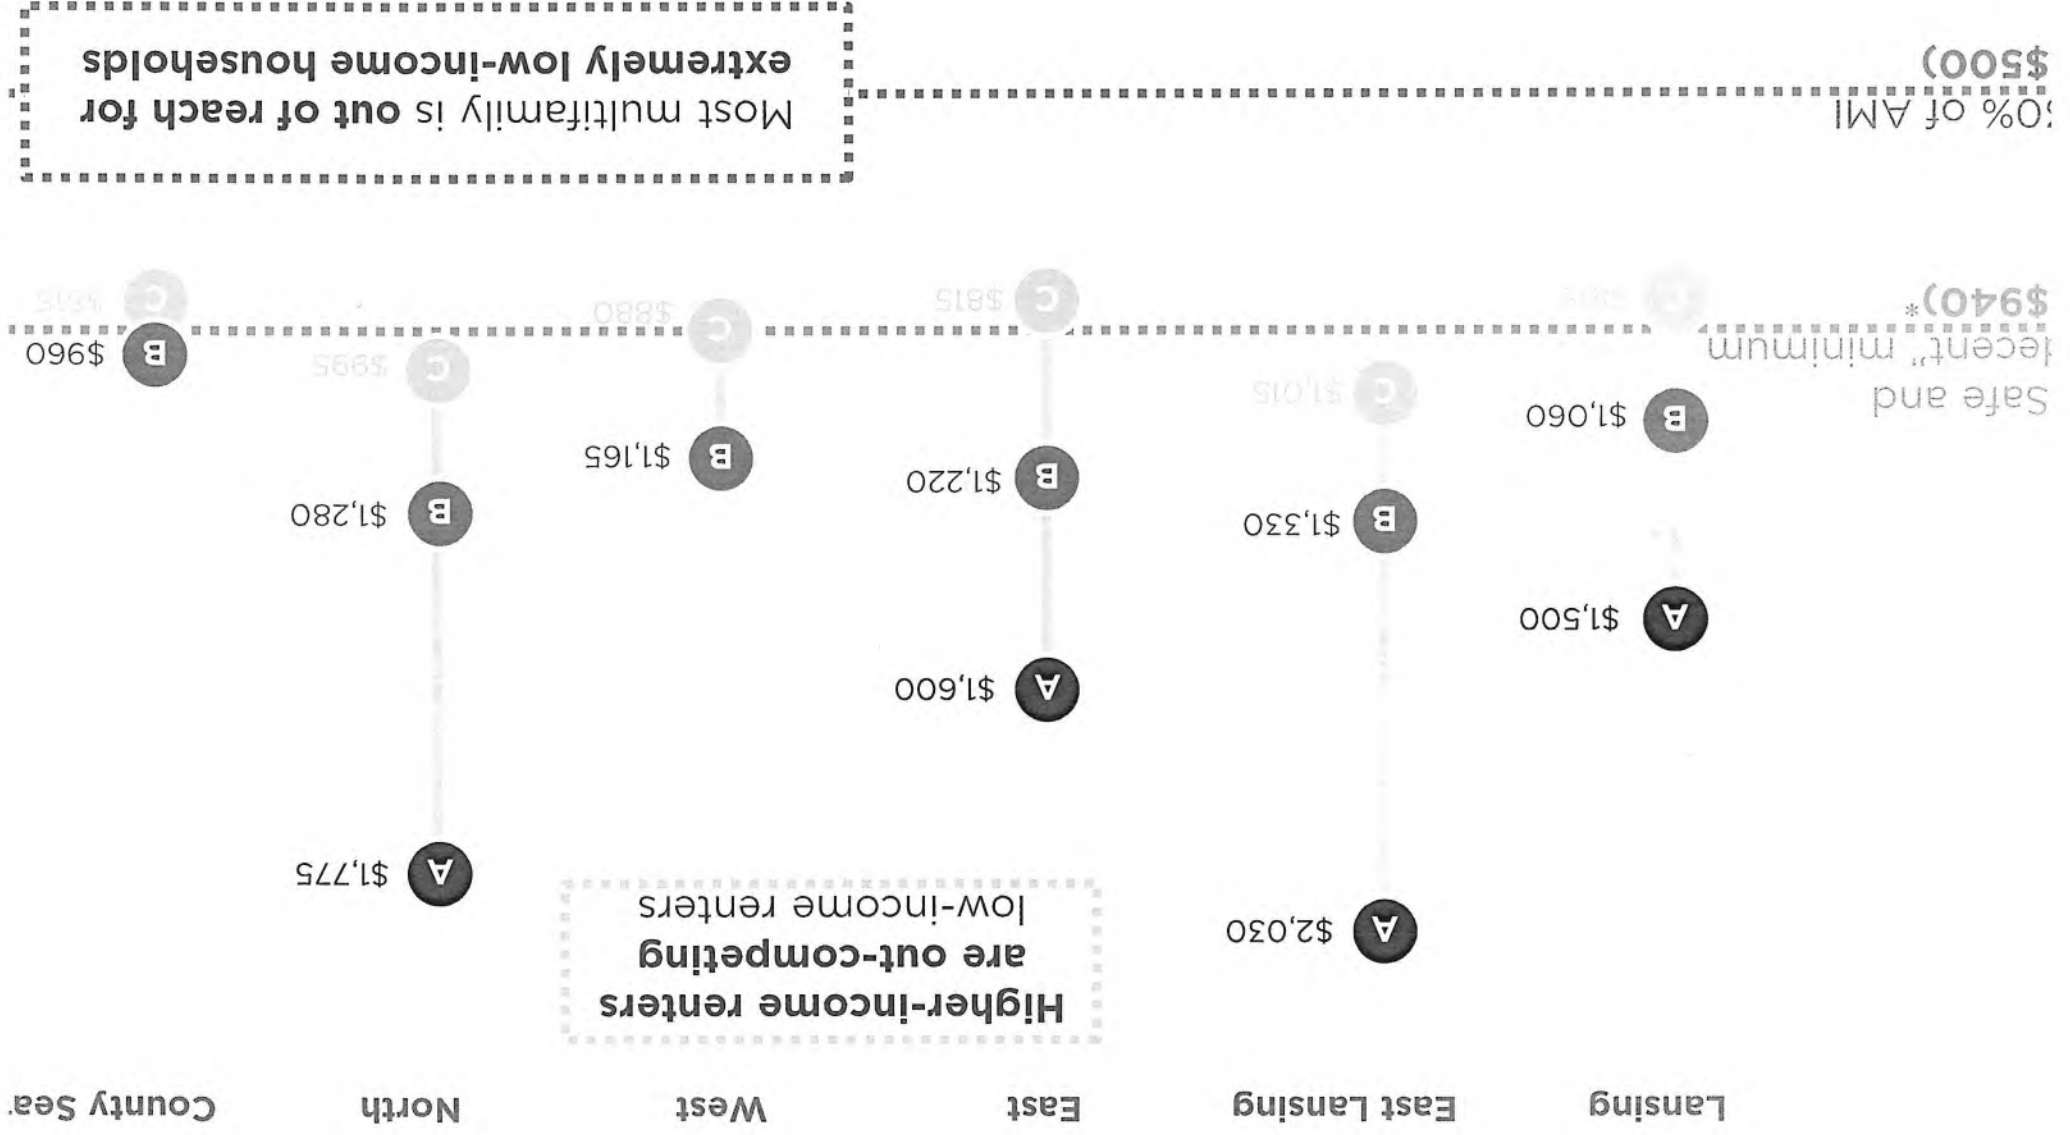 Lansing
East Lansing
East
West
North
County Sea
Higher-income renters
are out-competing
low-income renters
A $2,030
A $1,775
A $1,600
A $1,500
B $1,330
B $1,280
B $1,220
B $1,165
B $1,060
B $960
C $1,015
C $995
C $880
C $815
C
C
Safe and
decent" minimum
$940)*
Most multifamily is out of reach for
extremely low-income households
0% of AMI
$500)